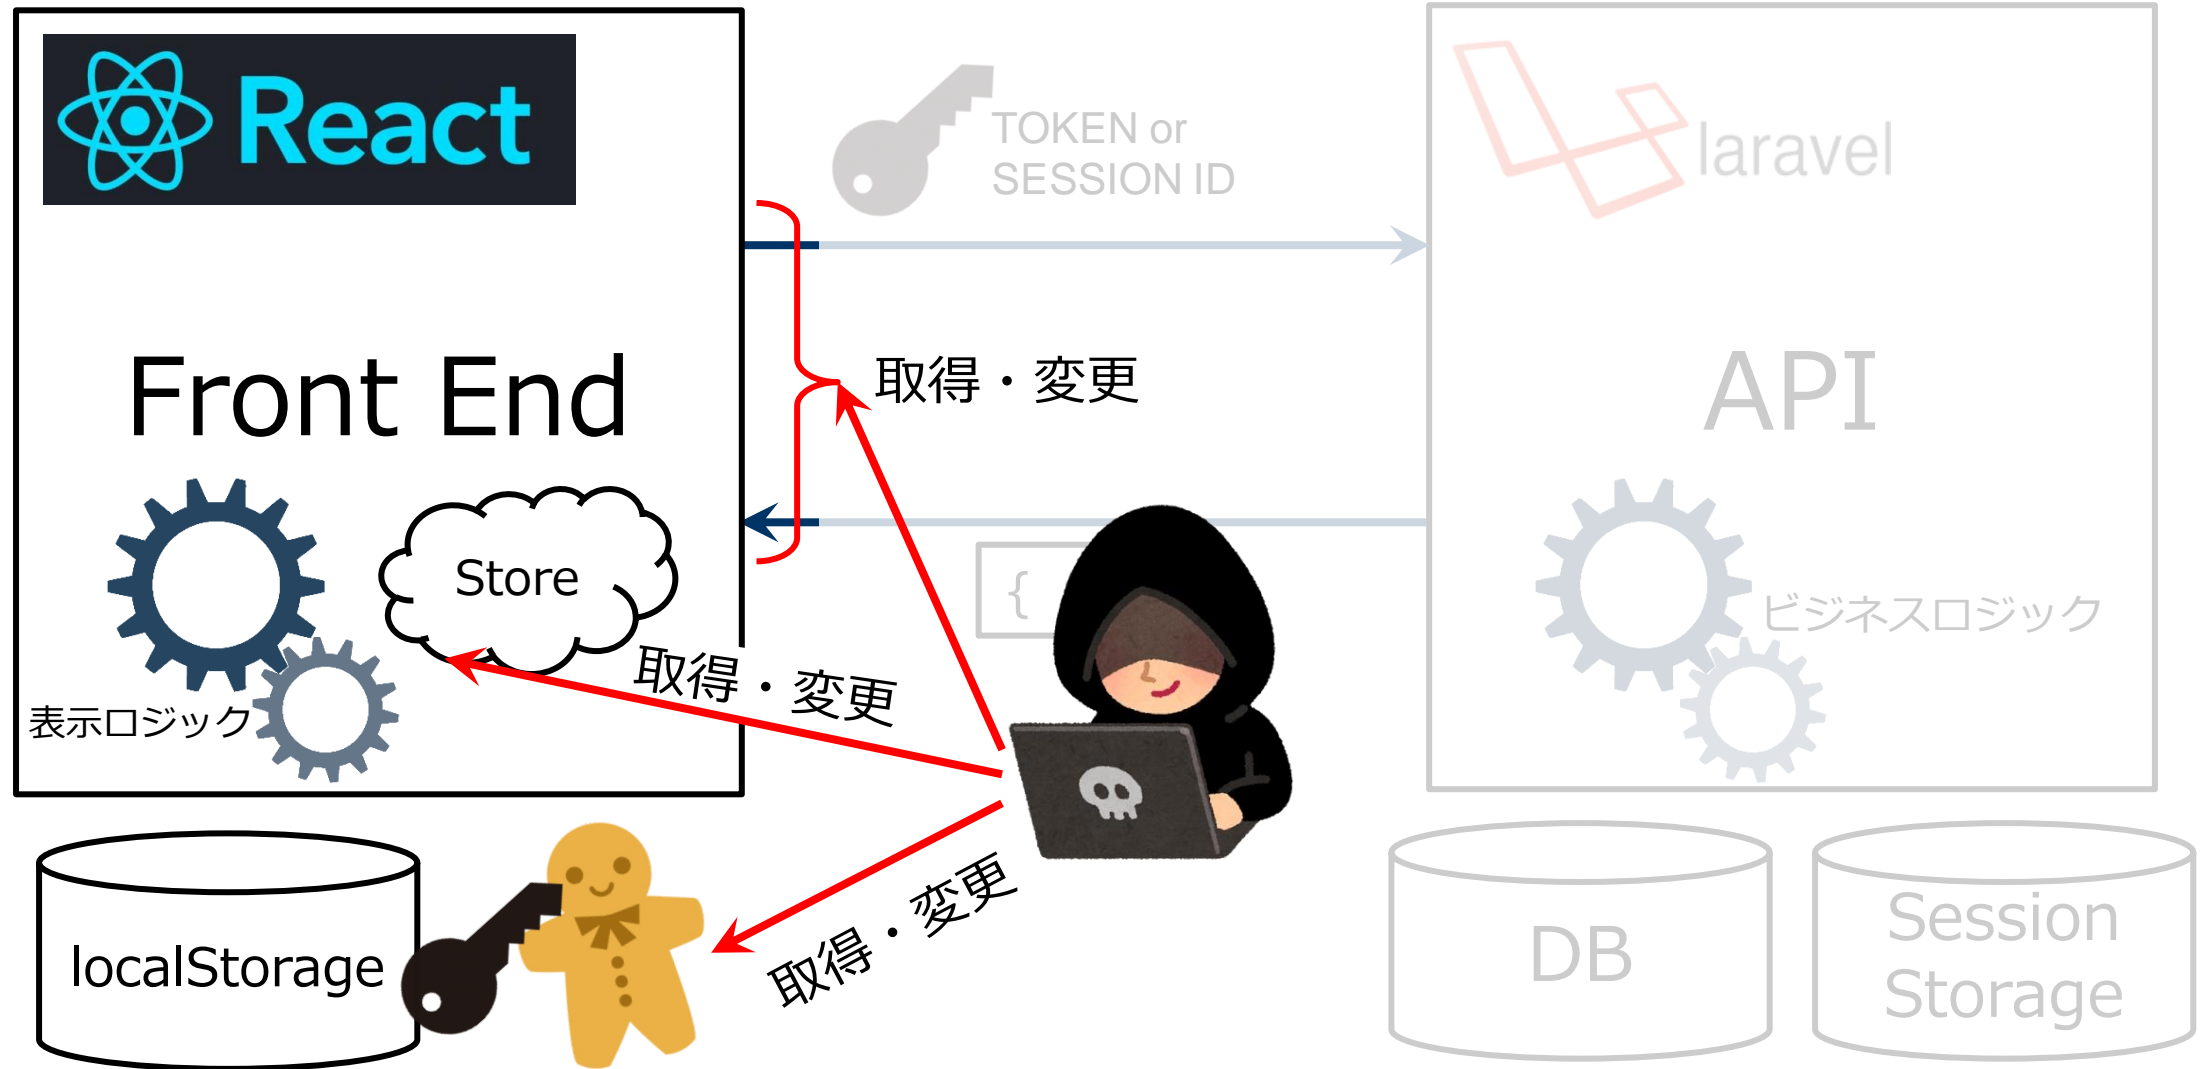 React
TOKEN or
SESSION ID
laravel
Front End
取得・変更
API
Store
{
ビジネスロジック
取得・変更
表示ロジック
localStorage
取得・変更
DB
Session
Storage